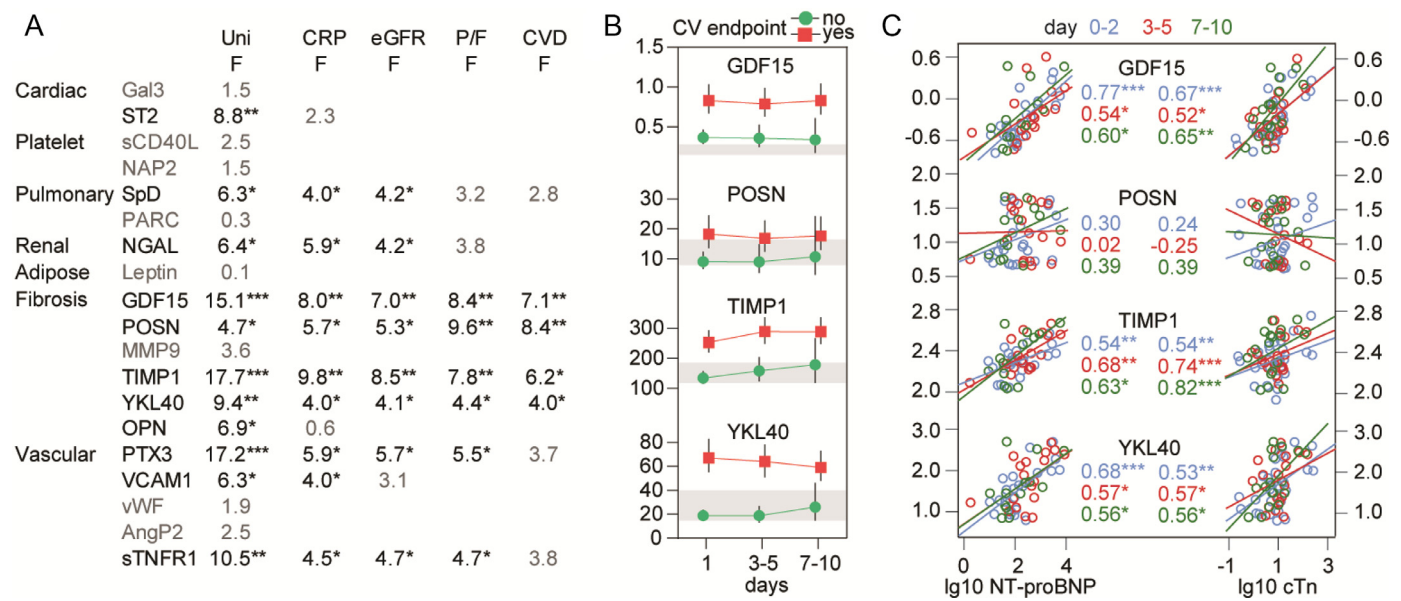 A
Uni CRP eGFR P/F CVD
F F F F F
Cardiac Gal3 1.5
ST2 8.8** 2.3
Platelet sCD40L 2.5
NAP2 1.5
Pulmonary SpD 6.3* 4.0* 4.2* 3.2 2.8
PARC 0.3
Renal NGAL 6.4* 5.9* 4.2* 3.8
Adipose Leptin 0.1
Fibrosis GDF15 15.1*** 8.0** 7.0** 8.4** 7.1**
POSN 4.7* 5.7* 5.3* 9.6** 8.4**
MMP9 3.6
TIMP1 17.7*** 9.8** 8.5** 7.8** 6.2*
YKL40 9.4** 4.0* 4.1* 4.4* 4.0*
OPN 6.9* 0.6
Vascular PTX3 17.2*** 5.9* 5.7* 5.5* 3.7
VCAM1 6.3* 4.0* 3.1
vWF 1.9
AngP2 2.5
sTNFR1 10.5** 4.5* 4.7* 4.7* 3.8
B
CV endpoint no
yes
1.5
GDF15
1.0
0.5
POSN
30
20
10
TIMP1
300
200
100
YKL40
80
60
40
20
0
1 3-5 7-10
days
C
day 0-2 3-5 7-10
0.6 GDF15 0.6
0.77*** 0.67***
0.0 0.54* 0.52* 0.0
-0.6 0.60* 0.65** -0.6
2.0 2.0
POSN
1.5 0.30 0.24 1.5
1.0 0.02 -0.25 1.0
0.39 0.39
0.5 0.5
2.8 TIMP1 2.8
0.54** 0.54**
2.4 0.68** 0.74*** 2.4
0.63* 0.82***
2.0 2.0
3.0 YKL40 3.0
2.0 0.68*** 0.53** 2.0
0.57* 0.57*
1.0 0.56* 0.56* 1.0
0 2 4 -1 1 3
lg10 NT-proBNP lg10 cTn